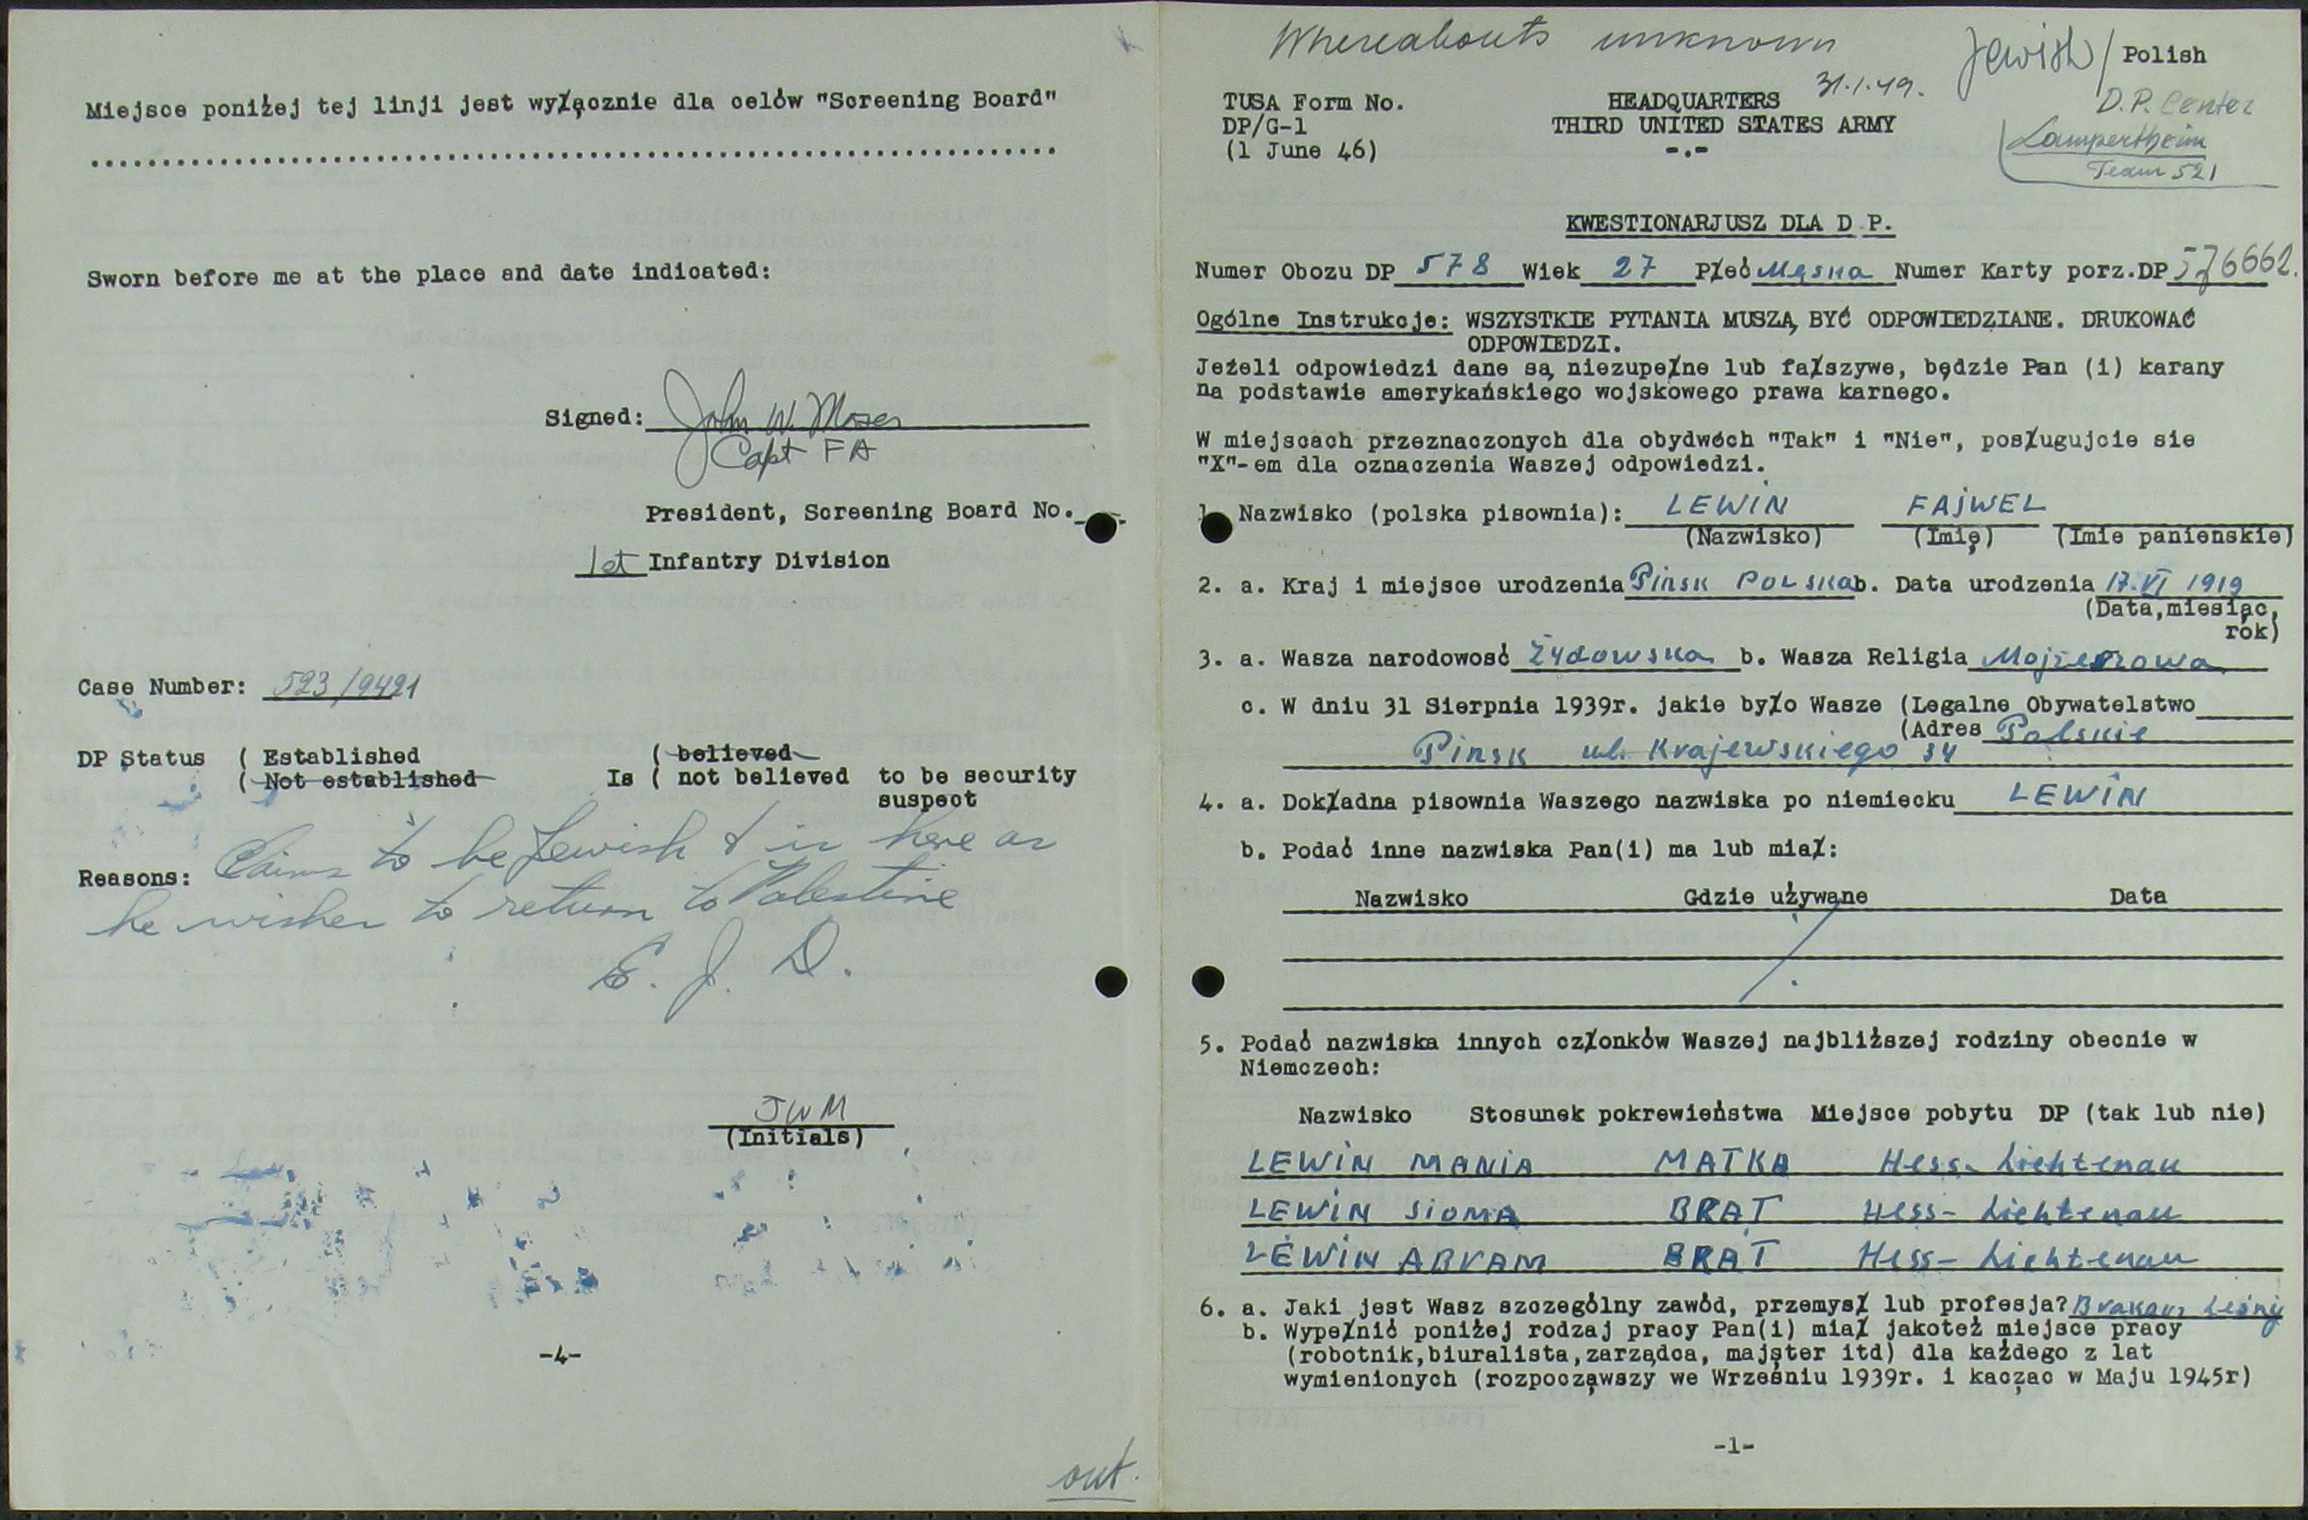 Miejsce poniżej tej linji jest wyłącznie dla celów "Screening Board"
Sworn before me at the place and date indicated:
Signed: John W. Moser
Capt FA
President, Screening Board No.
1st Infantry Division
Case Number: 523/9421
DP Status ( Established ( believed
( Not established Is ( not believed to be security
suspect
Reasons: Claims to be Jewish & is here as
he wishes to return to Palestine
E. J. D.
JWM
(Initials)
-4-
out.
Whereabouts unknown
31.1.49.
Jewish / Polish
D.P. Center
Lampertheim
Team 521
TUSA Form No.
DP/G-1
(1 June 46)
HEADQUARTERS
THIRD UNITED STATES ARMY
-.-
KWESTIONARJUSZ DLA D.P.
Numer Obozu DP 578 Wiek 27 Płeć Męska Numer Karty porz.DP 576662.
Ogólne Instrukcje: WSZYSTKIE PYTANIA MUSZĄ BYĆ ODPOWIEDZIANE. DRUKOWAĆ
ODPOWIEDZI.
Jeżeli odpowiedzi dane są niezupełne lub fałszywe, będzie Pan (i) karany
na podstawie amerykańskiego wojskowego prawa karnego.
W miejscach przeznaczonych dla obydwóch "Tak" i "Nie", posługujcie sie
"X"-em dla oznaczenia Waszej odpowiedzi.
1. Nazwisko (polska pisownia): LEWIN FAJWEL
(Nazwisko) (Imię) (Imie panienskie)
2. a. Kraj i miejsce urodzenia Pinsk POLSKA b. Data urodzenia 17.VI 1919
(Data,miesiąc,
rok)
3. a. Wasza narodowość Żydowska b. Wasza Religia Mojżeszowa
c. W dniu 31 Sierpnia 1939r. jakie było Wasze (Legalne Obywatelstwo
(Adres Polskie
Pinsk ul. Krajewskiego 34
4. a. Dokładna pisownia Waszego nazwiska po niemiecku LEWIN
b. Podać inne nazwiska Pan(i) ma lub miał:
Nazwisko Gdzie używane Data
5. Podać nazwiska innych członków Waszej najbliższej rodziny obecnie w
Niemczech:
Nazwisko Stosunek pokrewieństwa Miejsce pobytu DP (tak lub nie)
LEWIN MANIA MATKA Hess- Lichtenau
LEWIN SIOMA BRAT Hess- Lichtenau
LEWIN ABRAM BRAT Hess- Lichtenau
6. a. Jaki jest Wasz szczególny zawód, przemysł lub profesja? Brakarz Leśny
b. Wypełnić poniżej rodzaj pracy Pan(i) miał jakoteż miejsce pracy
(robotnik,biuralista,zarządca, majster itd) dla każdego z lat
wymienionych (rozpocząwszy we Wrześniu 1939r. i kacząc w Maju 1945r)
-1-